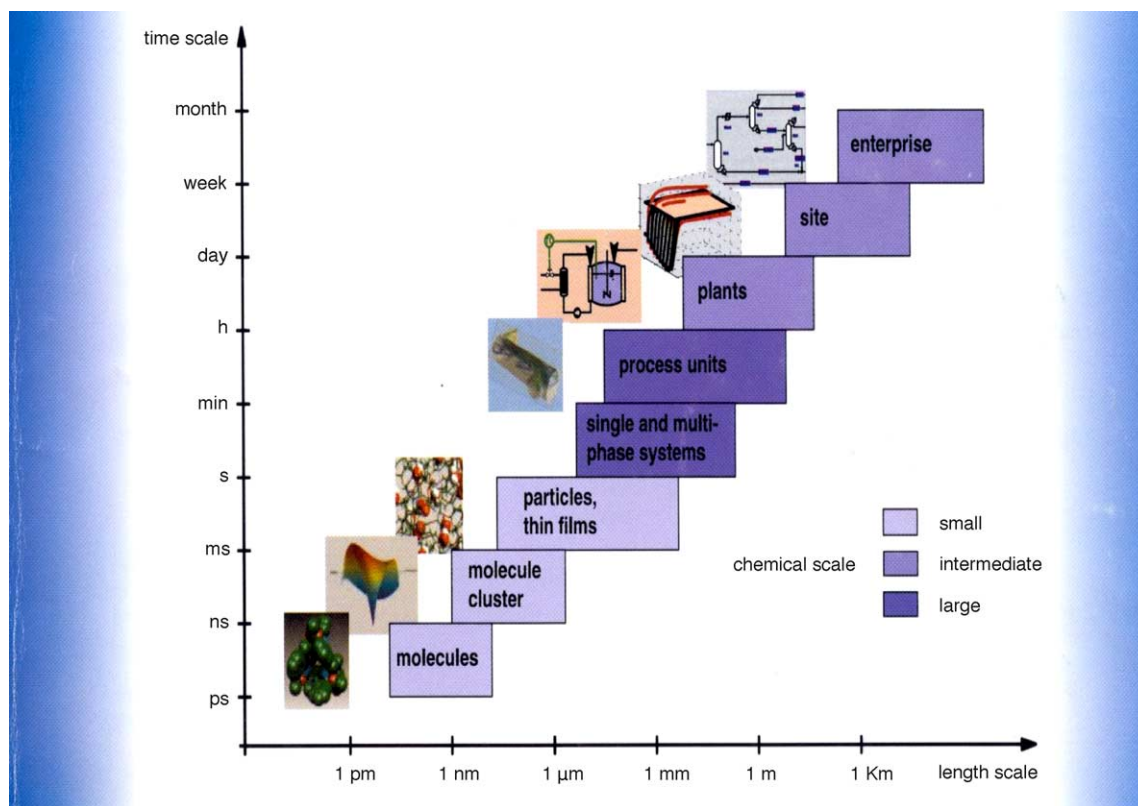 time scale
month
enterprise
week
site
day
plants
h
process units
min
single and multi-
phase systems
s
particles,
thin films
small
ms
chemical scale
intermediate
molecule
cluster
large
ns
molecules
ps
1 pm
1 nm
1 μm
1 mm
1 m
1 Km
length scale